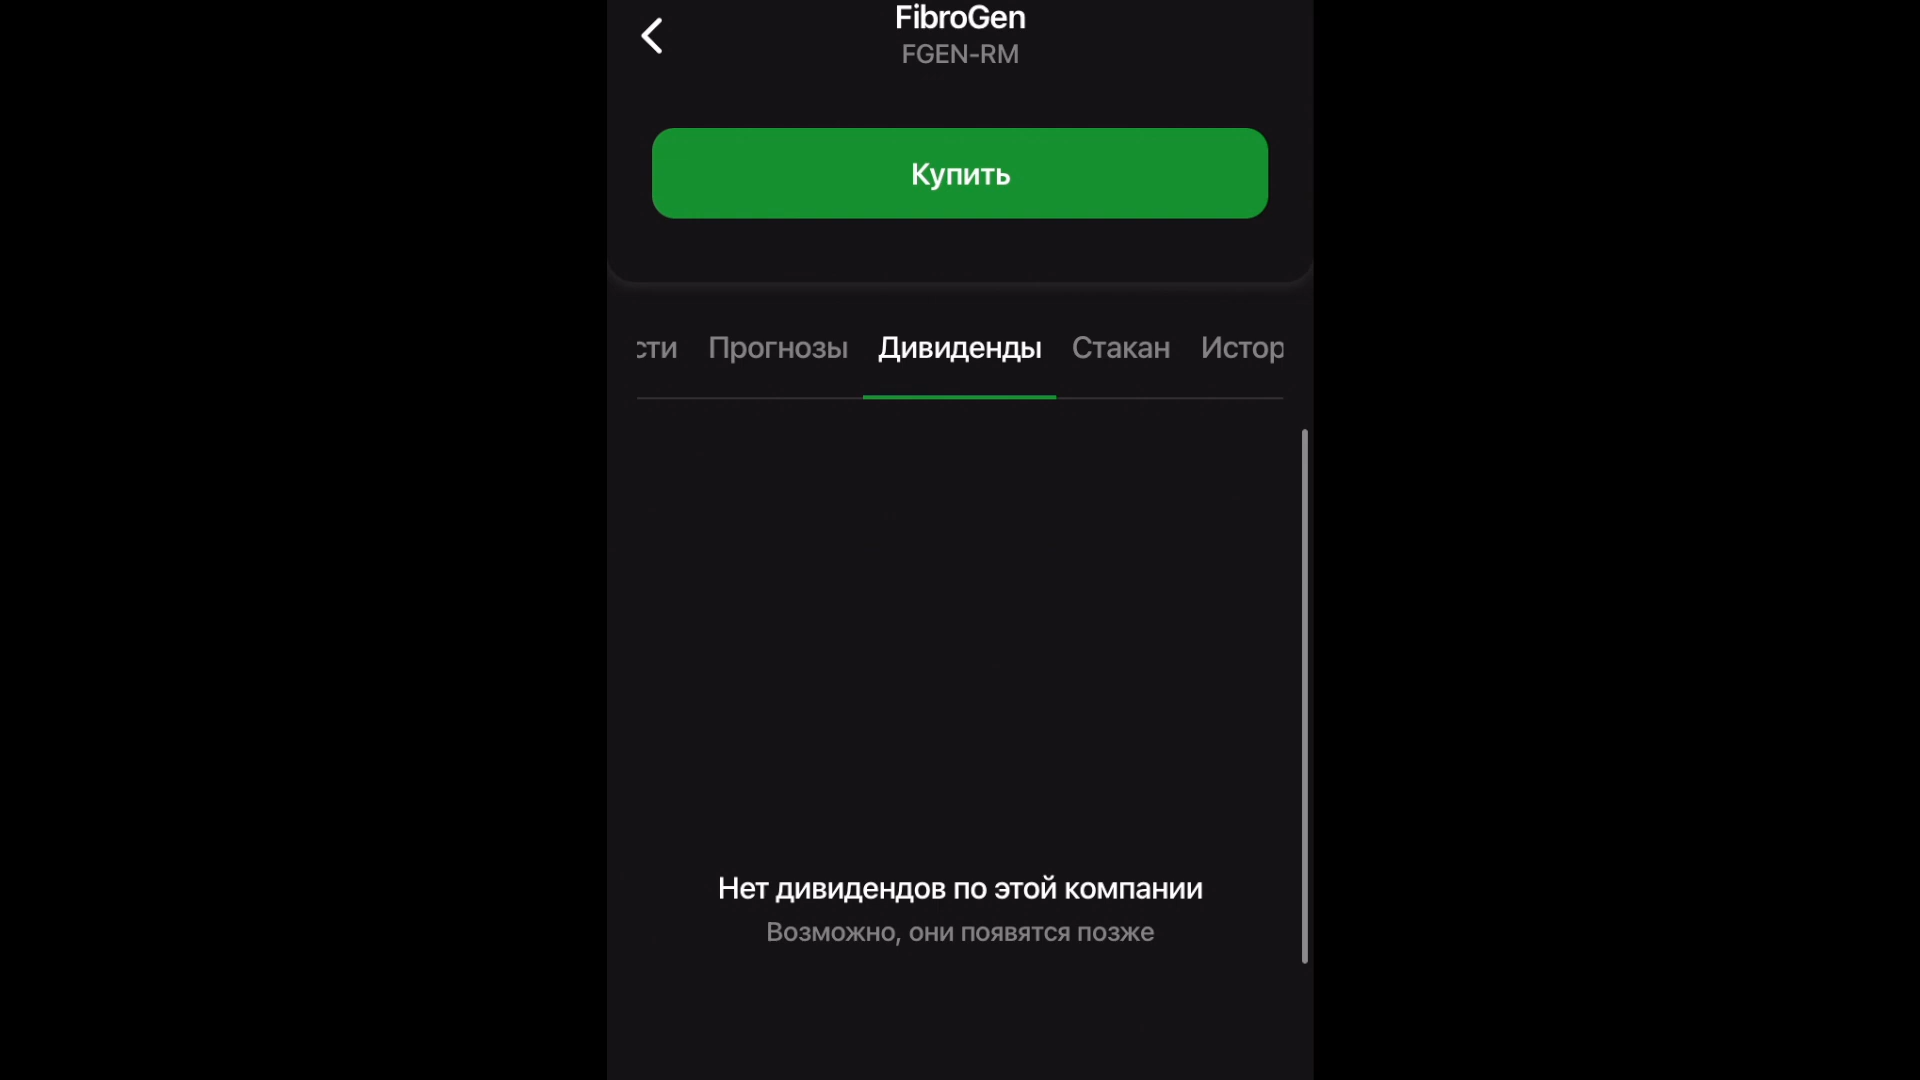 FibroGen
FGEN-RM
Купить
сти Прогнозы Дивиденды Стакан Истор
Нет дивидендов по этой компании
Возможно, они появятся позже